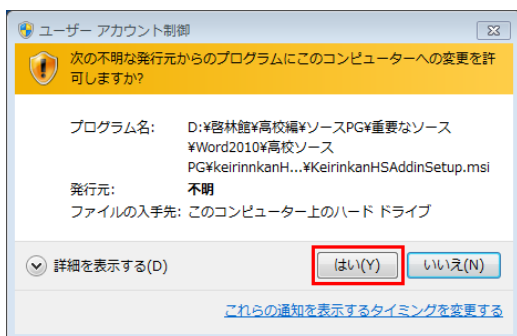 ユーザー アカウント制御
次の不明な発行元からのプログラムにこのコンピューターへの変更を許
可しますか?
プログラム名: D:¥啓林館¥高校編¥ソースPG¥重要なソース
¥Word2010¥高校ソース
PG¥keirinnkanH...¥KeirinkanHSAddinSetup.msi
発行元: 不明
ファイルの入手先: このコンピューター上のハード ドライブ
詳細を表示する(D) はい(Y) いいえ(N)
これらの通知を表示するタイミングを変更する